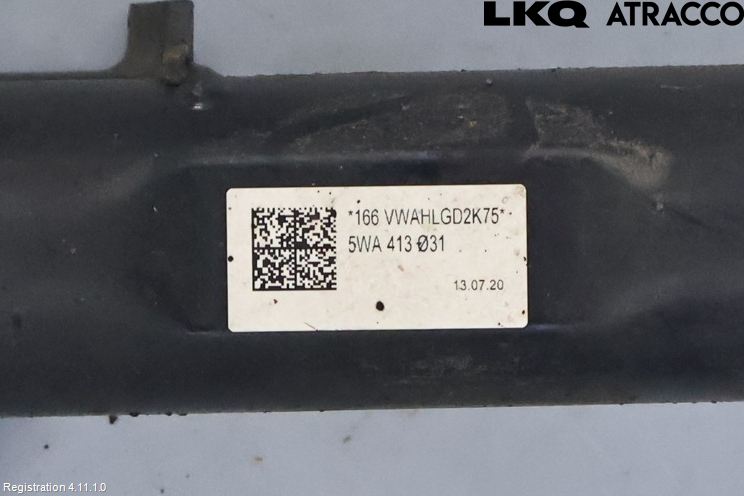 LKQ ATRACCO
*166 VWAHLGD2K75*
5WA 413 Ø31
13.07.20
Registration 4.11.1.0